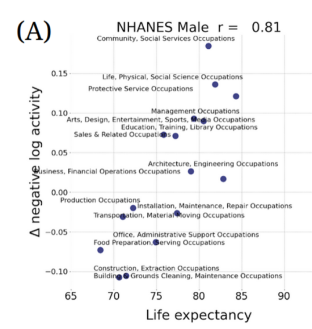 (A)
NHANES Male r = 0.81
Community, Social Services Occupations
Life, Physical, Social Science Occupations
Protective Service Occupations
Management Occupations
Arts, Design, Entertainment, Sports, Media Occupations
Education, Training, Library Occupations
Sales & Related Occupations
Architecture, Engineering Occupations
Business, Financial Operations Occupations
Production Occupations
Installation, Maintenance, Repair Occupations
Transportation, Material Moving Occupations
Office, Administrative Support Occupations
Food Preparation, Serving Occupations
Construction, Extraction Occupations
Building & Grounds Cleaning, Maintenance Occupations
Δ negative log activity
0.15
0.10
0.05
0.00
−0.05
−0.10
65 70 75 80 85 90
Life expectancy